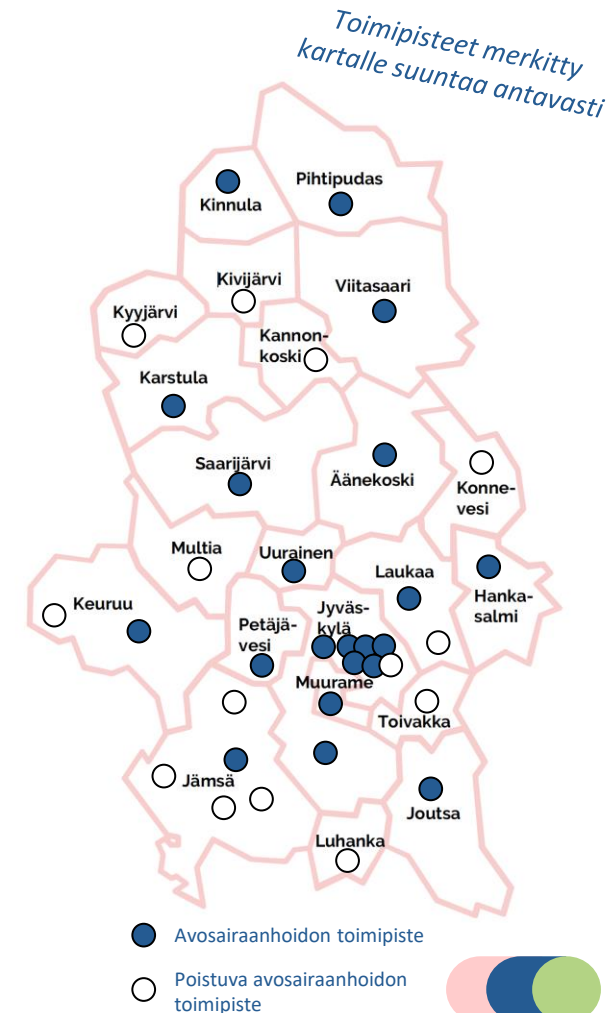 Toimipisteet merkitty
kartalle suuntaa antavasti
Pihtipudas
Kinnula
Kivijärvi
Viitasaari
Kyyjärvi
Kannon-
koski
Karstula
Saarijärvi
Äänekoski
Konne-
vesi
Multia
Uurainen
Laukaa
Hanka-
salmi
Keuruu
Jyväs-
kylä
Petäjä-
vesi
Muurame
Toivakka
Jämsä
Joutsa
Luhanka
Avosairaanhoidon toimipiste
Poistuva avosairaanhoidon
toimipiste